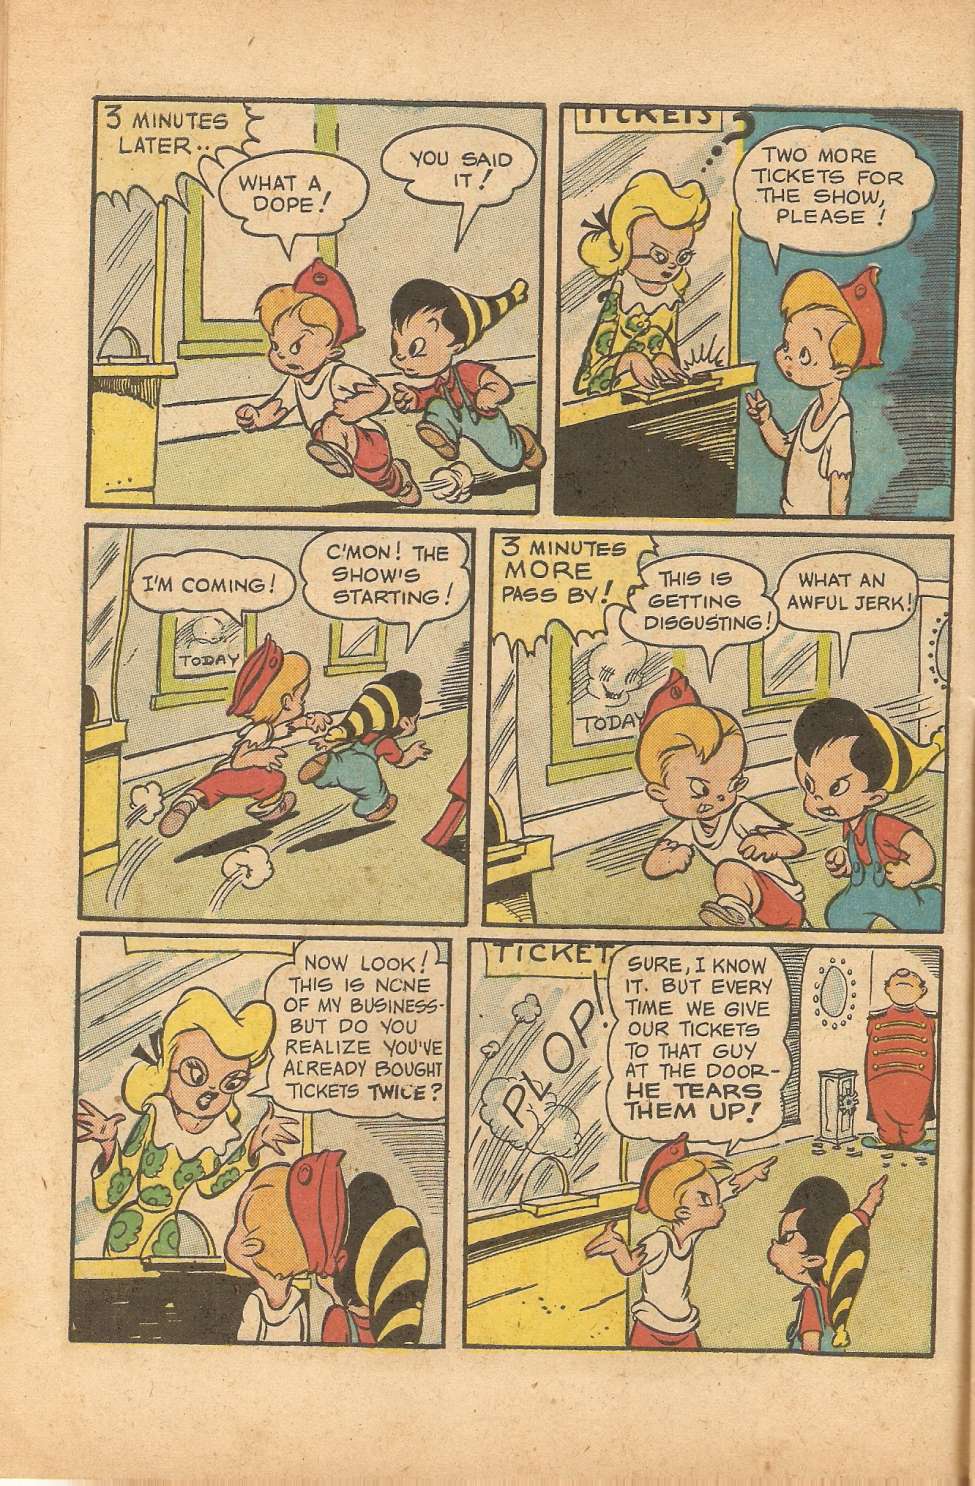 3 MINUTES
LATER..
WHAT A
DOPE!
YOU SAID
IT!
TICKETS
?
TWO MORE
TICKETS FOR
THE SHOW,
PLEASE!
I'M COMING!
C'MON! THE
SHOW'S
STARTING!
TODAY
3 MINUTES
MORE
PASS BY!
THIS IS
GETTING
DISGUSTING!
WHAT AN
AWFUL JERK!
TODAY
NOW LOOK!
THIS IS NONE
OF MY BUSINESS-
BUT DO YOU
REALIZE YOU'VE
ALREADY BOUGHT
TICKETS TWICE?
TICKET
PLOP!
SURE, I KNOW
IT. BUT EVERY
TIME WE GIVE
OUR TICKETS
TO THAT GUY
AT THE DOOR-
HE TEARS
THEM UP!